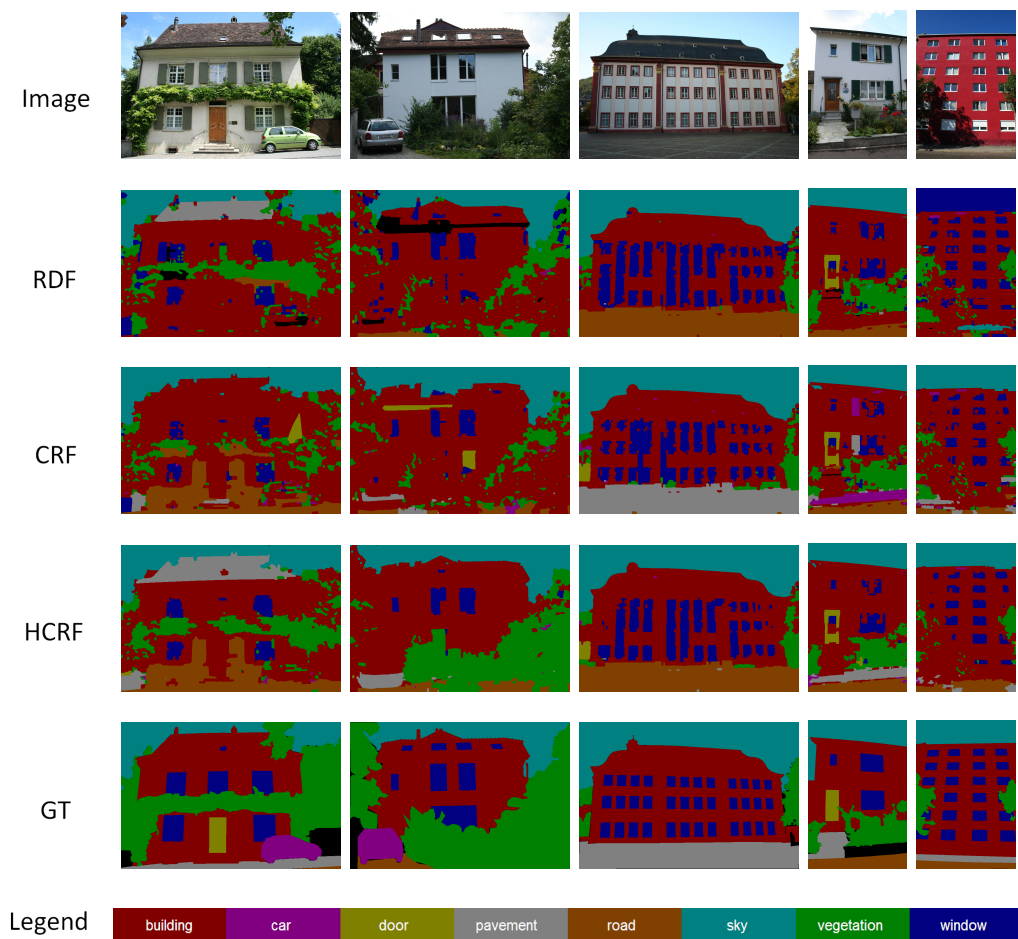 Image
RDF
CRF
HCRF
GT
Legend building car door pavement road sky vegetation window